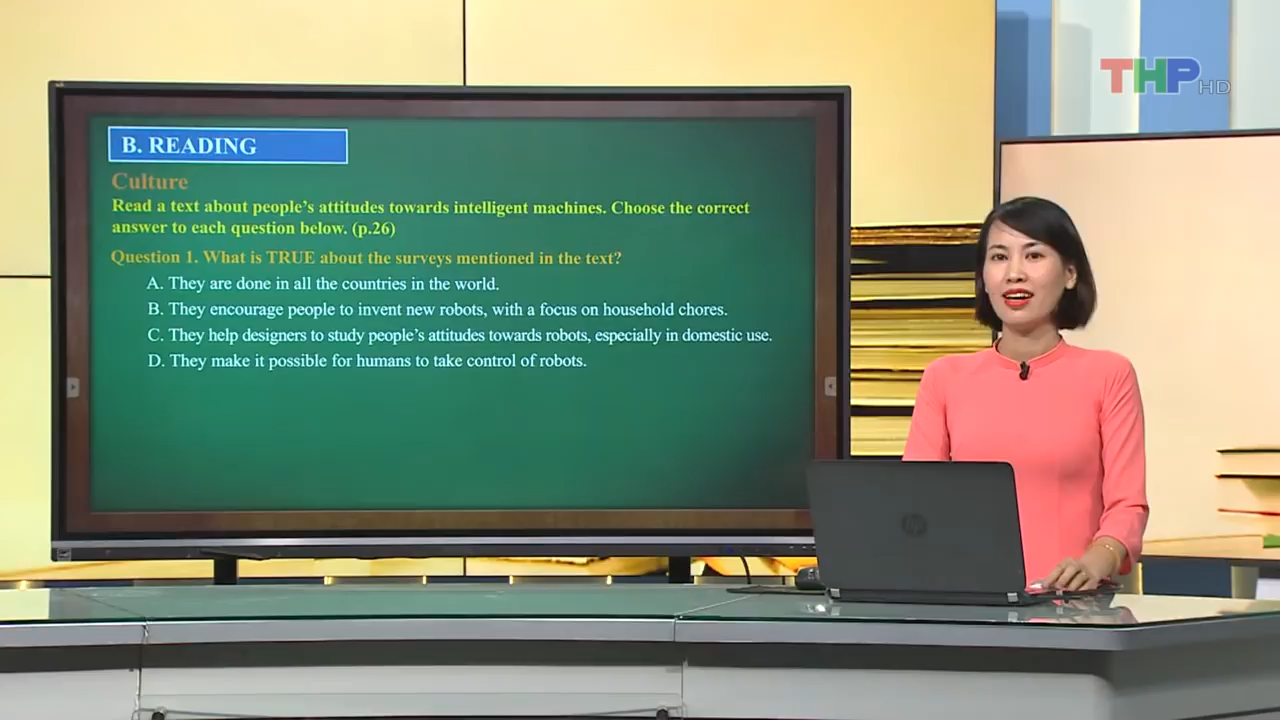 THP HD
B. READING
Culture
Read a text about people's attitudes towards intelligent machines. Choose the correct
answer to each question below. (p.26)
Question 1. What is TRUE about the surveys mentioned in the text?
A. They are done in all the countries in the world.
B. They encourage people to invent new robots, with a focus on household chores.
C. They help designers to study people's attitudes towards robots, especially in domestic use.
D. They make it possible for humans to take control of robots.
hp